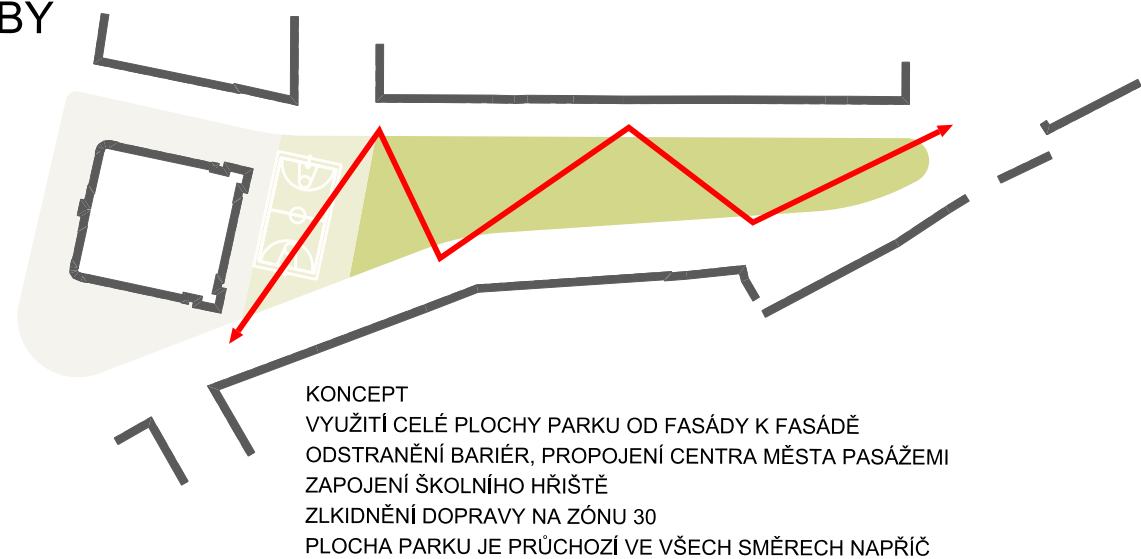 BY
KONCEPT
VYUŽITÍ CELÉ PLOCHY PARKU OD FASÁDY K FASÁDĚ
ODSTRANĚNÍ BARIÉR, PROPOJENÍ CENTRA MĚSTA PASÁŽEMI
ZAPOJENÍ ŠKOLNÍHO HŘIŠTĚ
ZLKIDNĚNÍ DOPRAVY NA ZÓNU 30
PLOCHA PARKU JE PRŮCHOZÍ VE VŠECH SMĚRECH NAPŘÍČ